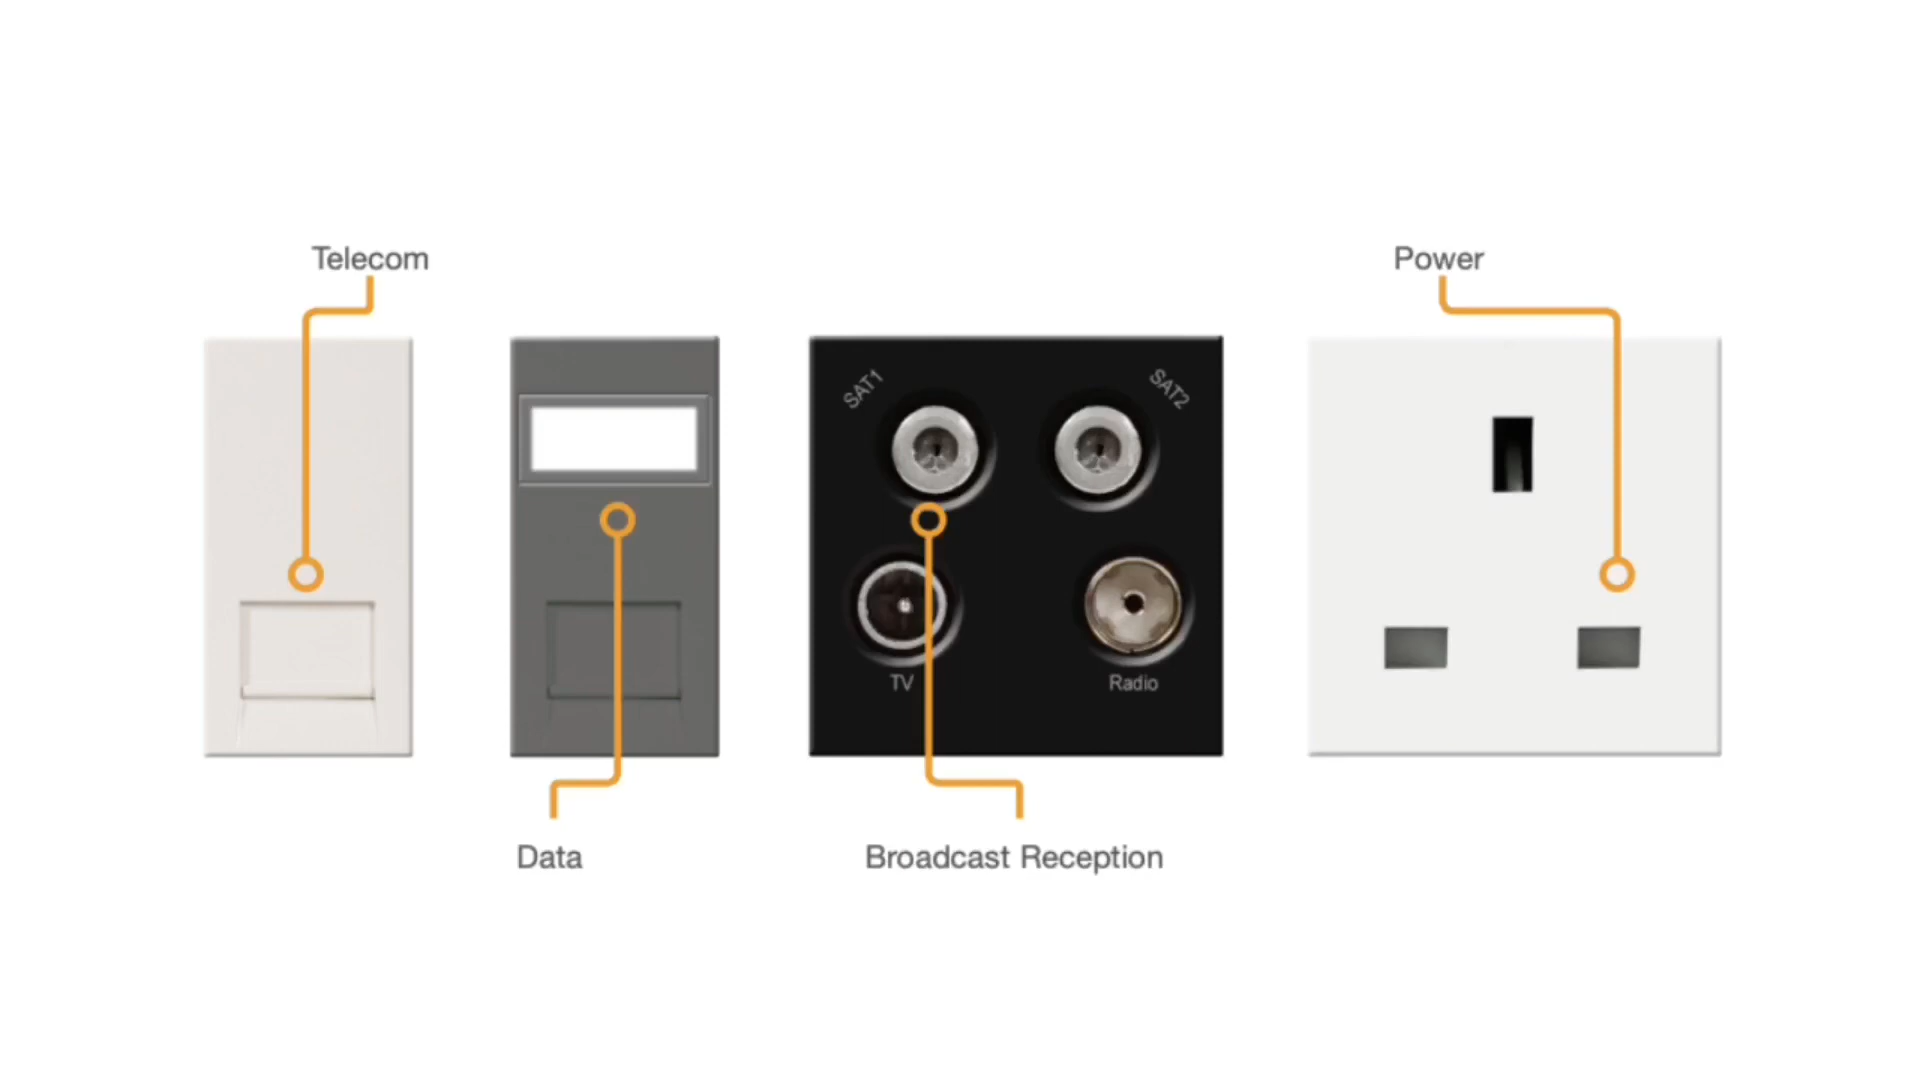 Telecom
Power
SAT1
SAT2
TV
Radio
Data
Broadcast Reception